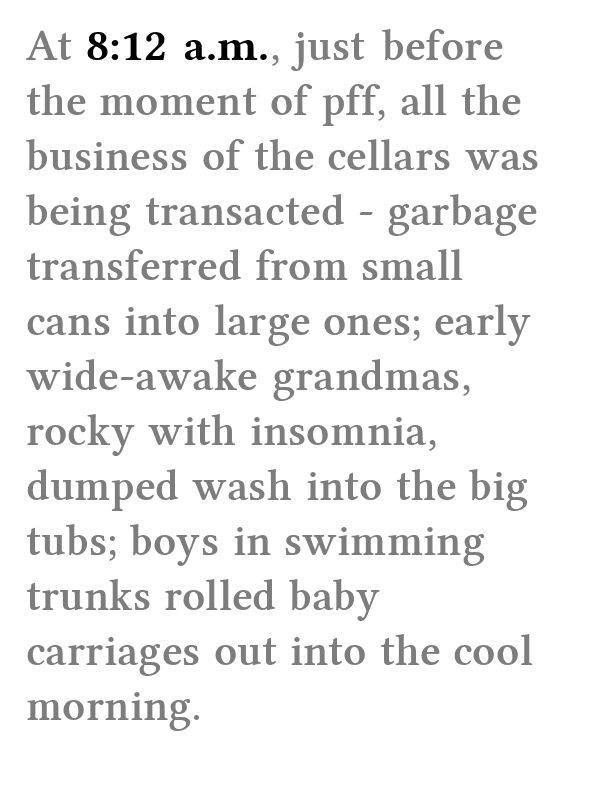 At 8:12 a.m., just before
the moment of pff, all the
business of the cellars was
being transacted - garbage
transferred from small
cans into large ones; early
wide-awake grandmas,
rocky with insomnia,
dumped wash into the big
tubs; boys in swimming
trunks rolled baby
carriages out into the cool
morning.